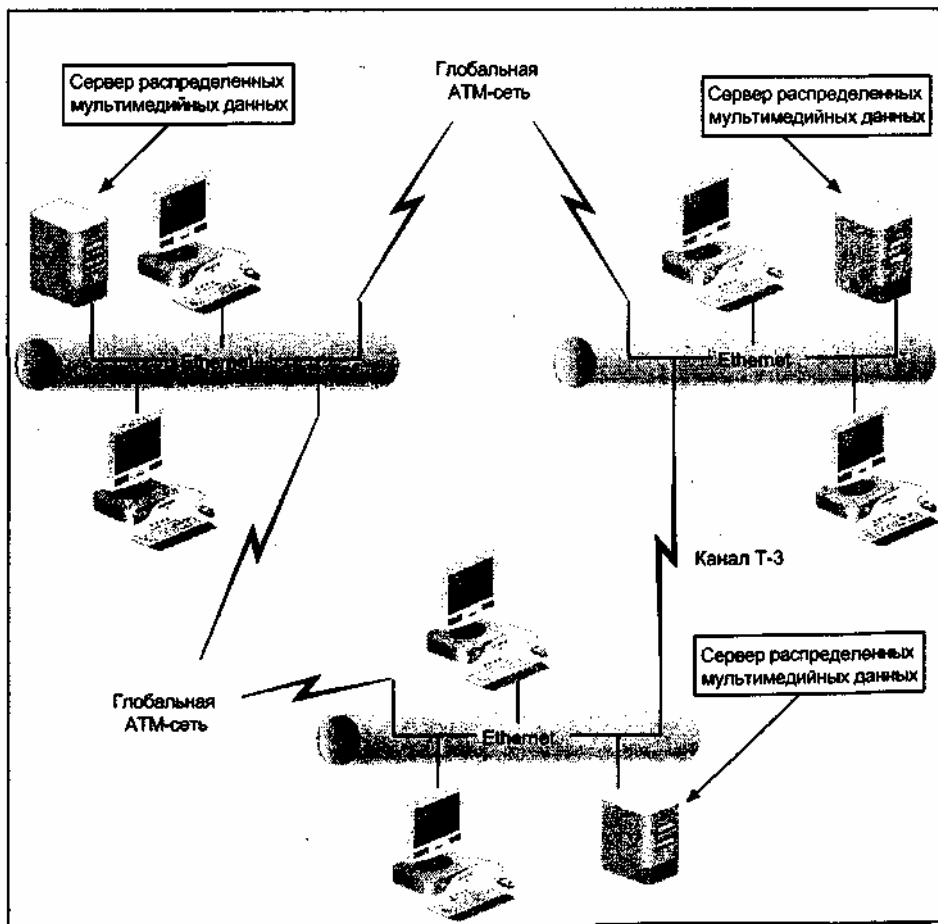 Сервер распределенных
мультимедийных данных
Глобальная
АТМ-сеть
Сервер распределенных
мультимедийных данных
Ethernet
Ethernet
Канал Т-3
Сервер распределенных
мультимедийных данных
Глобальная
АТМ-сеть
Ethernet